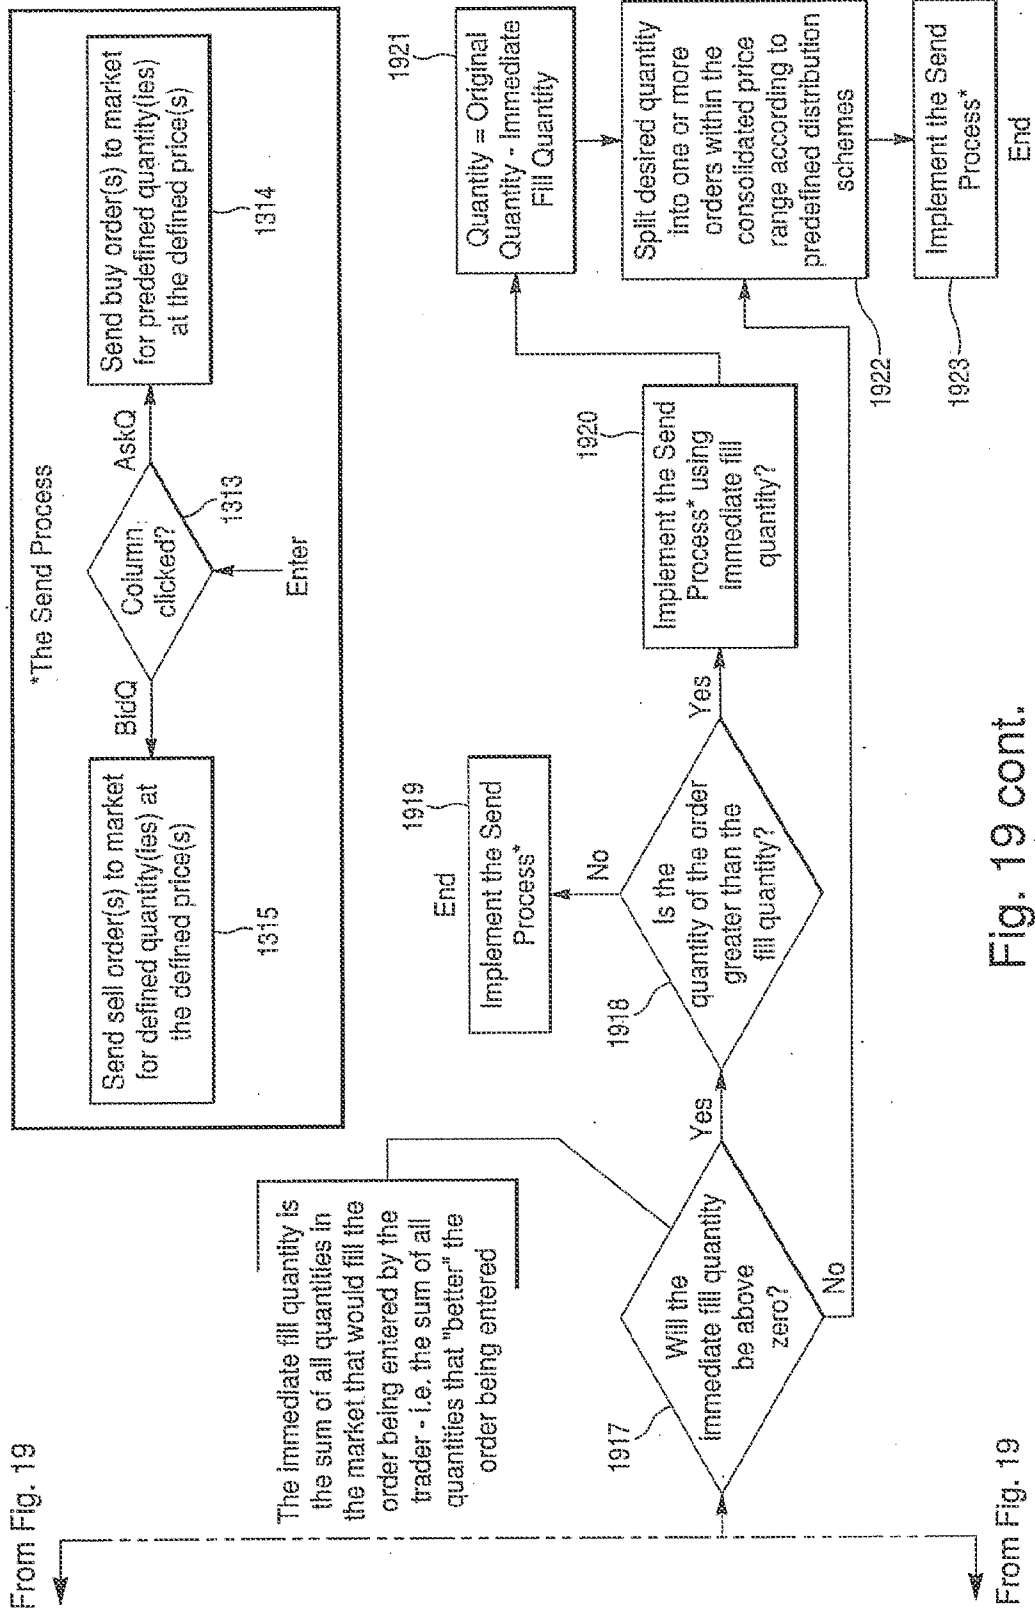 From Fig. 19
*The Send Process
Send sell order(s) to market
for defined quantity(ies) at
the defined price(s)
1315
BidQ
Column
clicked?
1313
Enter
AskQ
Send buy order(s) to market
for predefined quantity(ies)
at the defined price(s)
1314
The immediate fill quantity is
the sum of all quantities in
the market that would fill the
order being entered by the
trader - i.e. the sum of all
quantities that "better" the
order being entered
1917
Will the
immediate fill quantity
be above
zero?
Yes
No
1918
Is the
quantity of the order
greater than the
fill quantity?
No
Yes
End
Implement the Send
Process*
1919
Implement the Send
Process* using
immediate fill
quantity?
1920
Quantity = Original
Quantity - Immediate
Fill Quantity
1921
Split desired quantity
into one or more
orders within the
consolidated price
range according to
predefined distribution
schemes
1922
Implement the Send
Process*
1923
End
From Fig. 19
Fig. 19 cont.